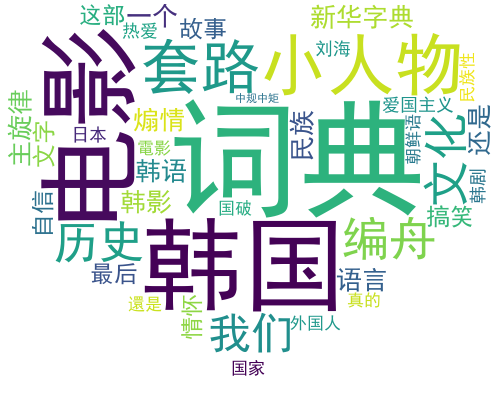 这部
一个
故事
新华字典
热爱
刘海
电影
套路
小人物
民族性
中规中矩
主旋律
文字
日本
煽情
词典
民族
爱国主义
朝鲜语
文化
还是
韩语
自信
韩影
国破
韩剧
搞笑
历史
韩国
编舟
最后
语言
還是
情怀
我们
外国人
真的
国家
電影